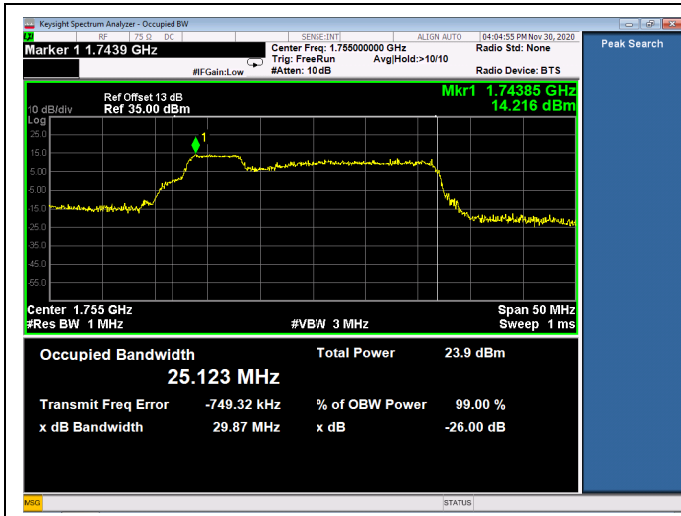 Keysight Spectrum Analyzer - Occupied BW
RF 75 Ω DC SENSE:INT ALIGN AUTO 04:04:55 PM Nov 30, 2020
Marker 1 1.7439 GHz Center Freq: 1.755000000 GHz Radio Std: None
Trig: FreeRun Avg|Hold:>10/10
#IFGain:Low #Atten: 10 dB Radio Device: BTS
Peak Search
Mkr1 1.74385 GHz
14.216 dBm
Ref Offset 13 dB
10 dB/div Ref 35.00 dBm
Log
25.0
1
15.0
5.00
-5.00
-15.0
-25.0
-35.0
-45.0
-55.0
Center 1.755 GHz Span 50 MHz
#Res BW 1 MHz #VBW 3 MHz Sweep 1 ms
Occupied Bandwidth Total Power 23.9 dBm
25.123 MHz
Transmit Freq Error -749.32 kHz % of OBW Power 99.00 %
x dB Bandwidth 29.87 MHz x dB -26.00 dB
MSG STATUS